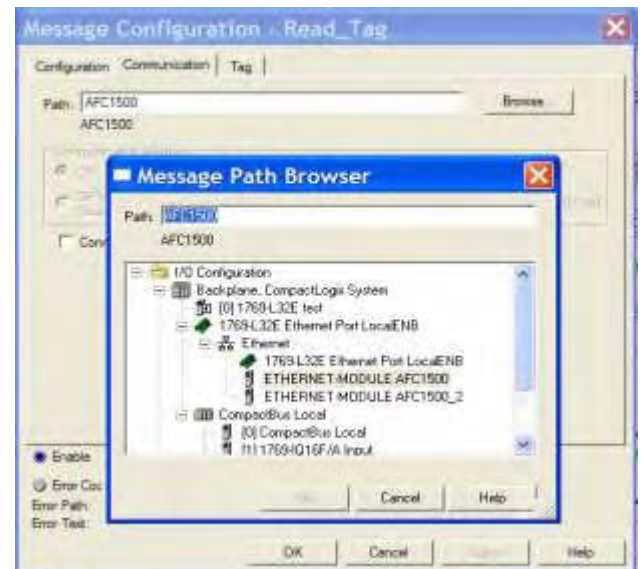 Message Configuration - Read_Tag
Configuration Communication Tag
Path: AFC1500 Browse
AFC1500
Message Path Browser
Path: AFC1500
AFC1500
I/O Configuration
Backplane, CompactLogix System
[0] 1769-L32E test
1769-L32E Ethernet Port LocalENB
Ethernet
1769-L32E Ethernet Port LocalENB
ETHERNET-MODULE AFC1500
ETHERNET-MODULE AFC1500_2
CompactBus Local
[0] CompactBus Local
[1] 1769-IQ16F/A Input
Cancel Help
Conn
Enable
Error Coc
Error Path:
Error Text:
OK Cancel Help